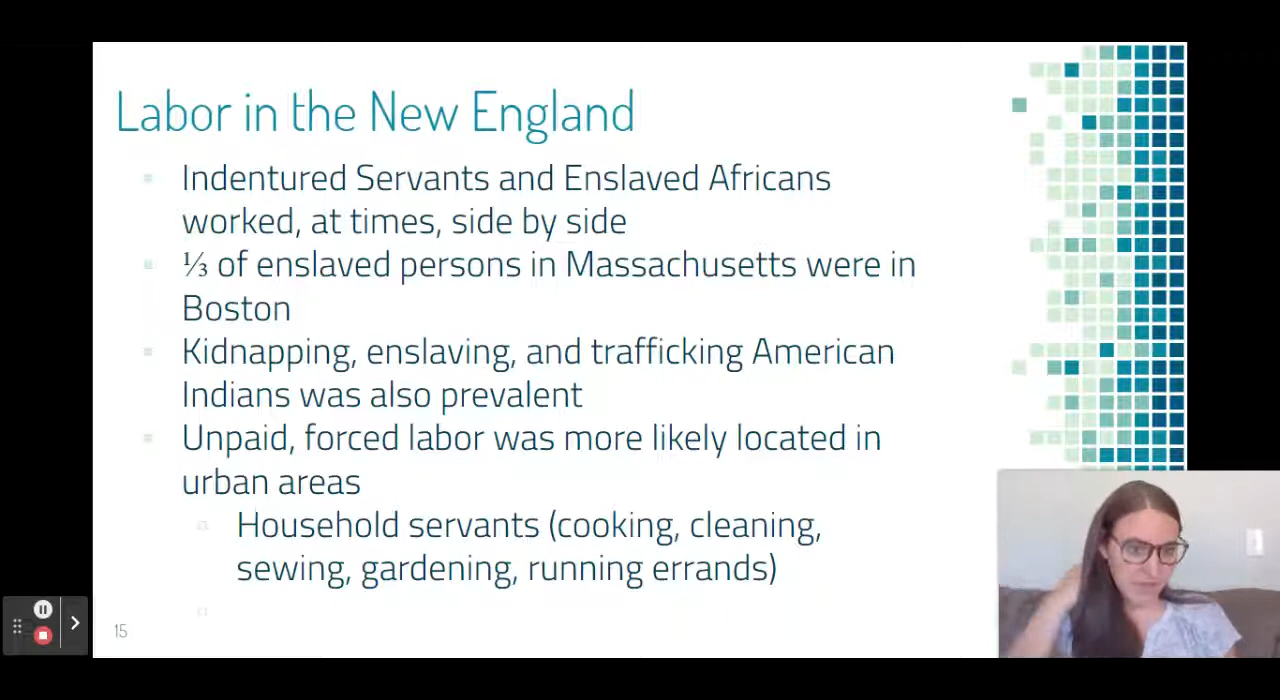 Labor in the New England
Indentured Servants and Enslaved Africans
worked, at times, side by side
⅓ of enslaved persons in Massachusetts were in
Boston
Kidnapping, enslaving, and trafficking American
Indians was also prevalent
Unpaid, forced labor was more likely located in
urban areas
Household servants (cooking, cleaning,
sewing, gardening, running errands)
15